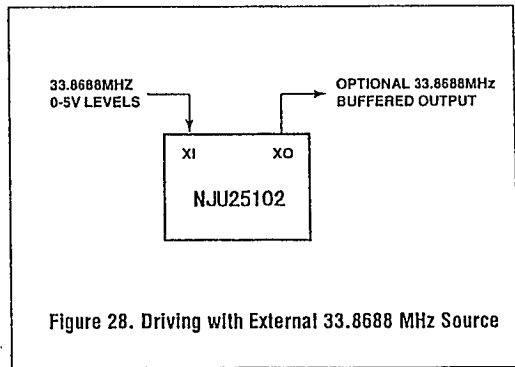 33.8688MHZ
0-5V LEVELS
OPTIONAL 33.8688MHz
BUFFERED OUTPUT
XI
XO
NJU25102
Figure 28. Driving with External 33.8688 MHz Source